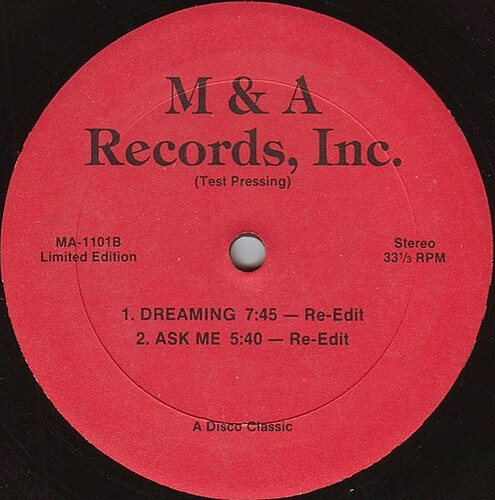 M & A
Records, Inc.
(Test Pressing)
MA-1101B
Limited Edition
Stereo
33⅓ RPM
1. DREAMING 7:45 — Re-Edit
2. ASK ME 5:40 — Re-Edit
A Disco Classic